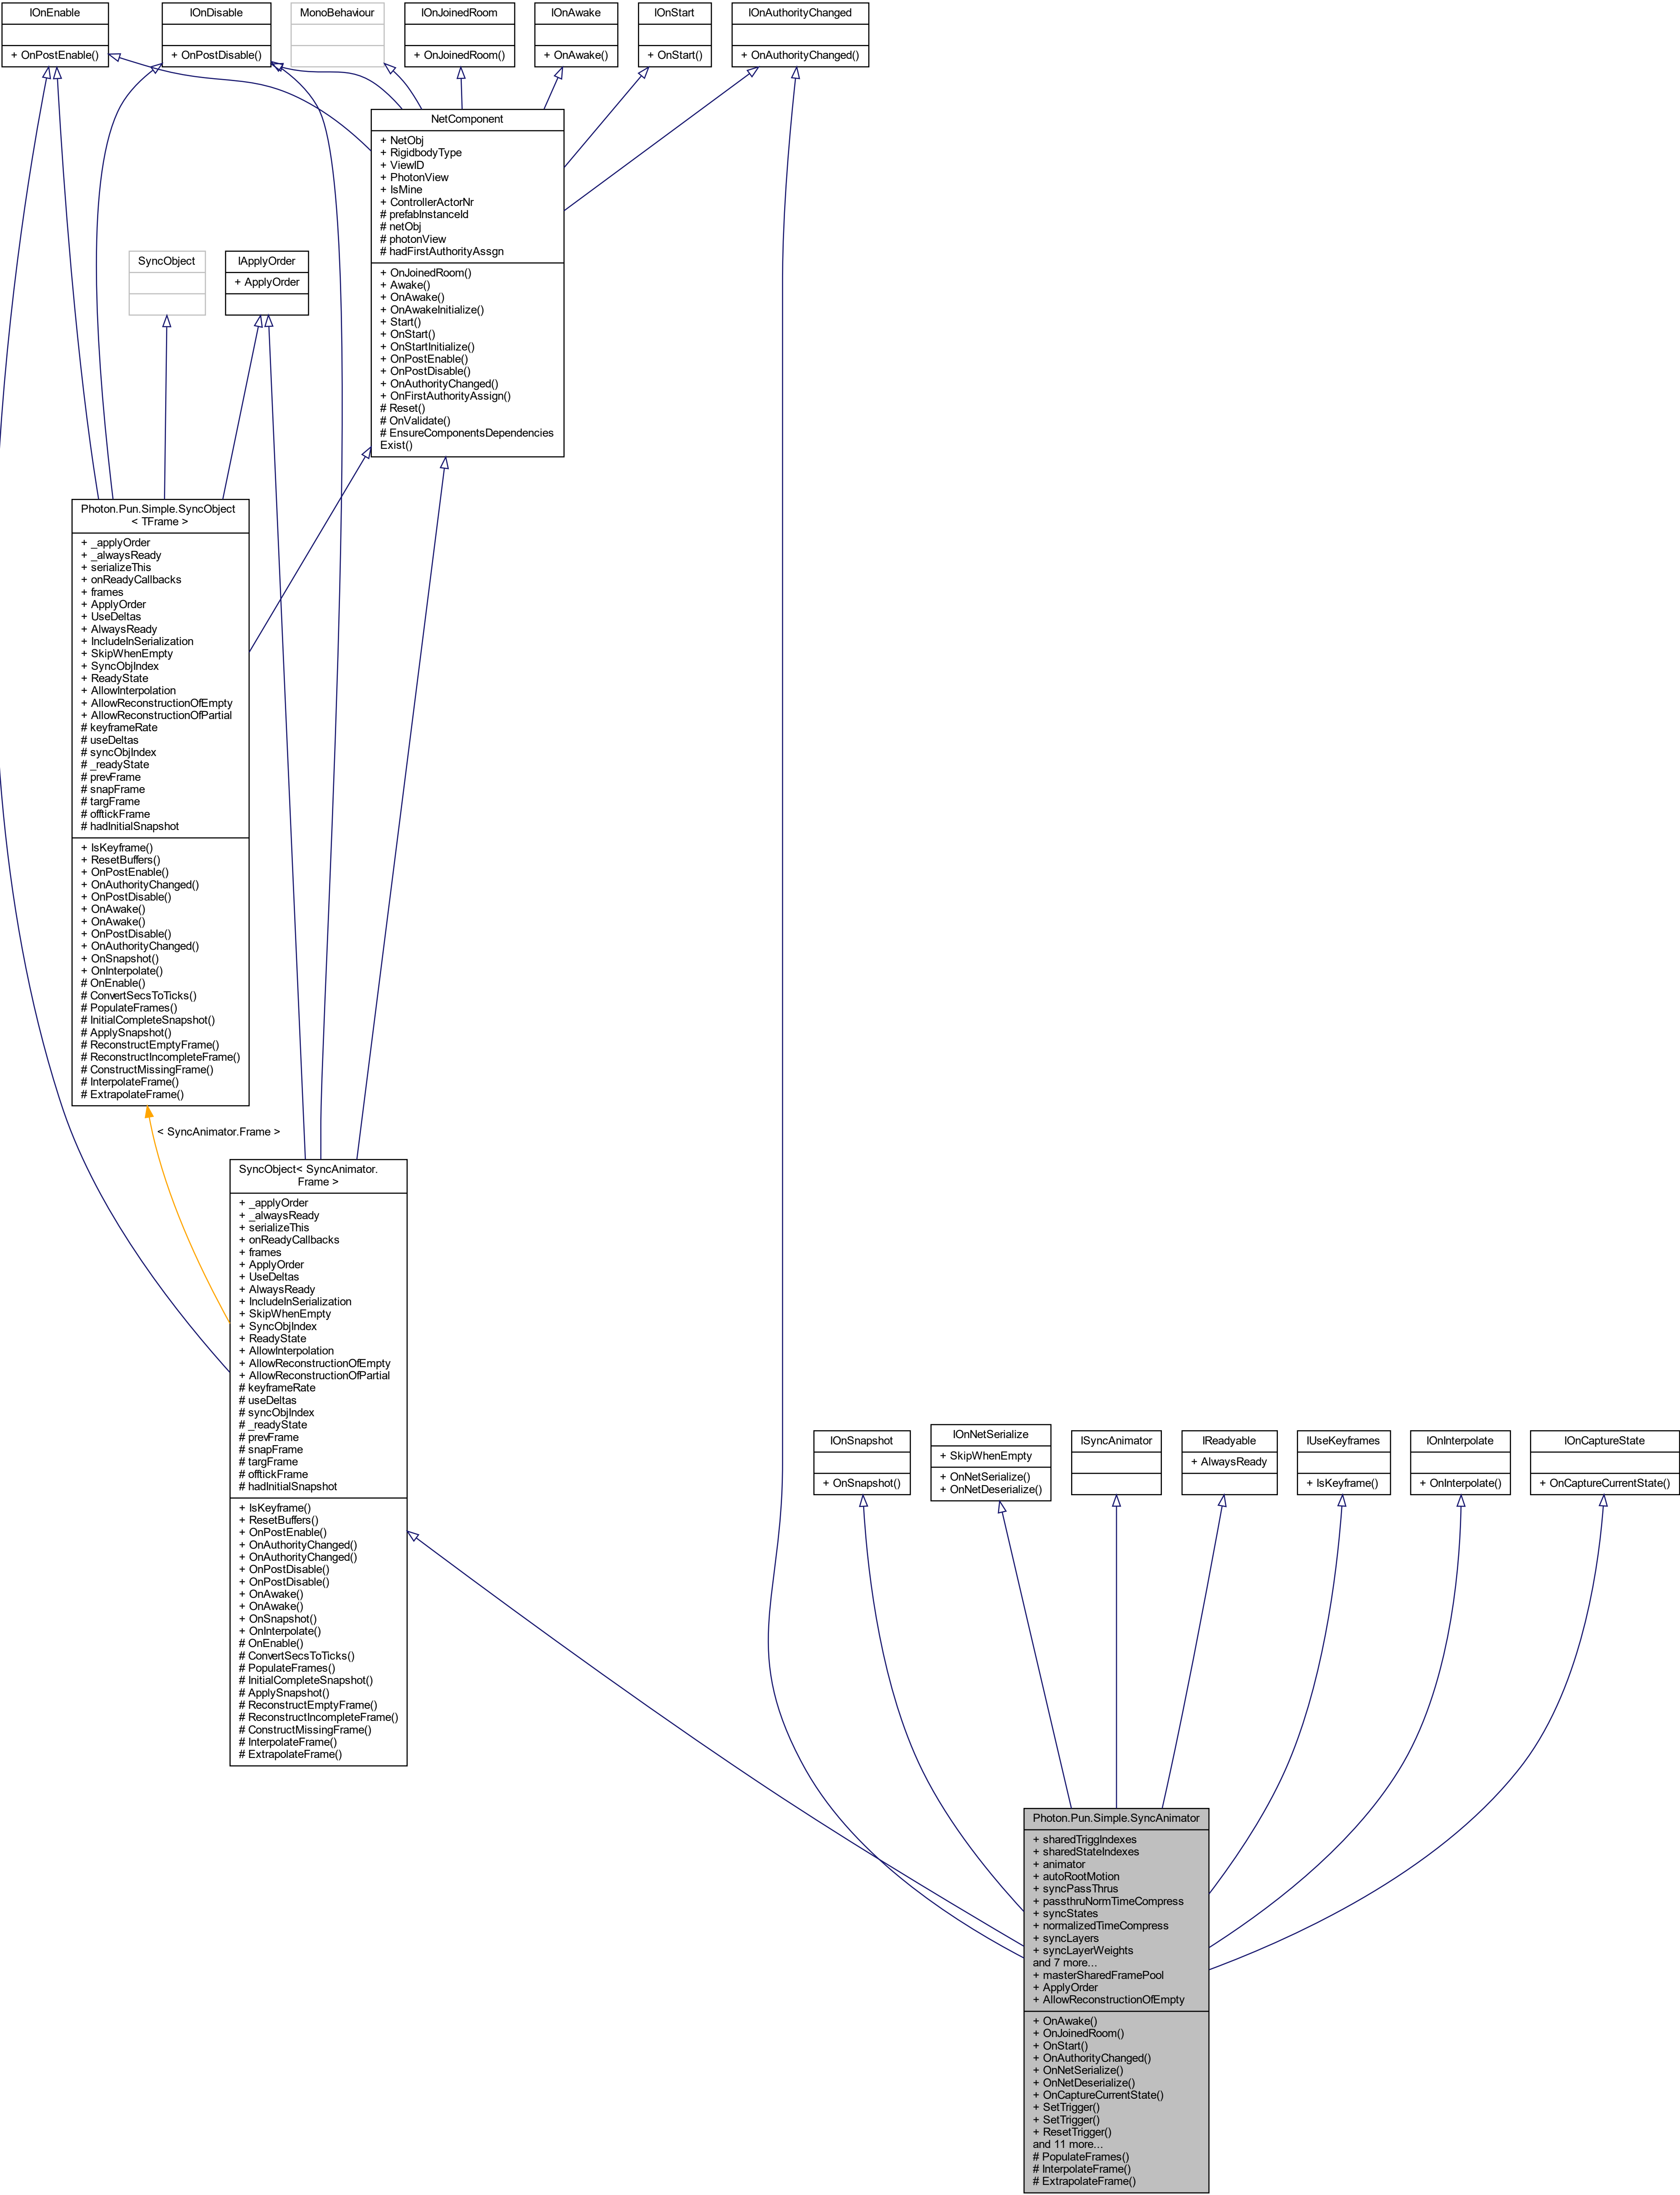 IOnEnable
+ OnPostEnable()
IOnDisable
+ OnPostDisable()
MonoBehaviour
IOnJoinedRoom
+ OnJoinedRoom()
IOnAwake
+ OnAwake()
IOnStart
+ OnStart()
IOnAuthorityChanged
+ OnAuthorityChanged()
NetComponent
+ NetObj
+ RigidbodyType
+ ViewID
+ PhotonView
+ IsMine
+ ControllerActorNr
# prefabInstanceId
# netObj
# photonView
# hadFirstAuthorityAssgn
+ OnJoinedRoom()
+ Awake()
+ OnAwake()
+ OnAwakeInitialize()
+ Start()
+ OnStart()
+ OnStartInitialize()
+ OnPostEnable()
+ OnPostDisable()
+ OnAuthorityChanged()
+ OnFirstAuthorityAssign()
# Reset()
# OnValidate()
# EnsureComponentsDependencies
Exist()
SyncObject
IApplyOrder
+ ApplyOrder
Photon.Pun.Simple.SyncObject
< TFrame >
+ _applyOrder
+ _alwaysReady
+ serializeThis
+ onReadyCallbacks
+ frames
+ ApplyOrder
+ UseDeltas
+ AlwaysReady
+ IncludeInSerialization
+ SkipWhenEmpty
+ SyncObjIndex
+ ReadyState
+ AllowInterpolation
+ AllowReconstructionOfEmpty
+ AllowReconstructionOfPartial
# keyframeRate
# useDeltas
# syncObjIndex
# _readyState
# prevFrame
# snapFrame
# targFrame
# offtickFrame
# hadInitialSnapshot
+ IsKeyframe()
+ ResetBuffers()
+ OnPostEnable()
+ OnAuthorityChanged()
+ OnPostDisable()
+ OnAwake()
+ OnAwake()
+ OnPostDisable()
+ OnAuthorityChanged()
+ OnSnapshot()
+ OnInterpolate()
# OnEnable()
# ConvertSecsToTicks()
# PopulateFrames()
# InitialCompleteSnapshot()
# ApplySnapshot()
# ReconstructEmptyFrame()
# ReconstructIncompleteFrame()
# ConstructMissingFrame()
# InterpolateFrame()
# ExtrapolateFrame()
< SyncAnimator.Frame >
SyncObject< SyncAnimator.
Frame >
+ _applyOrder
+ _alwaysReady
+ serializeThis
+ onReadyCallbacks
+ frames
+ ApplyOrder
+ UseDeltas
+ AlwaysReady
+ IncludeInSerialization
+ SkipWhenEmpty
+ SyncObjIndex
+ ReadyState
+ AllowInterpolation
+ AllowReconstructionOfEmpty
+ AllowReconstructionOfPartial
# keyframeRate
# useDeltas
# syncObjIndex
# _readyState
# prevFrame
# snapFrame
# targFrame
# offtickFrame
# hadInitialSnapshot
+ IsKeyframe()
+ ResetBuffers()
+ OnPostEnable()
+ OnAuthorityChanged()
+ OnAuthorityChanged()
+ OnPostDisable()
+ OnPostDisable()
+ OnAwake()
+ OnAwake()
+ OnSnapshot()
+ OnInterpolate()
# OnEnable()
# ConvertSecsToTicks()
# PopulateFrames()
# InitialCompleteSnapshot()
# ApplySnapshot()
# ReconstructEmptyFrame()
# ReconstructIncompleteFrame()
# ConstructMissingFrame()
# InterpolateFrame()
# ExtrapolateFrame()
IOnSnapshot
+ OnSnapshot()
IOnNetSerialize
+ SkipWhenEmpty
+ OnNetSerialize()
+ OnNetDeserialize()
ISyncAnimator
IReadyable
+ AlwaysReady
IUseKeyframes
+ IsKeyframe()
IOnInterpolate
+ OnInterpolate()
IOnCaptureState
+ OnCaptureCurrentState()
Photon.Pun.Simple.SyncAnimator
+ sharedTriggIndexes
+ sharedStateIndexes
+ animator
+ autoRootMotion
+ syncPassThrus
+ passthruNormTimeCompress
+ syncStates
+ normalizedTimeCompress
+ syncLayers
+ syncLayerWeights
and 7 more...
+ masterSharedFramePool
+ ApplyOrder
+ AllowReconstructionOfEmpty
+ OnAwake()
+ OnJoinedRoom()
+ OnStart()
+ OnAuthorityChanged()
+ OnNetSerialize()
+ OnNetDeserialize()
+ OnCaptureCurrentState()
+ SetTrigger()
+ SetTrigger()
+ ResetTrigger()
and 11 more...
# PopulateFrames()
# InterpolateFrame()
# ExtrapolateFrame()